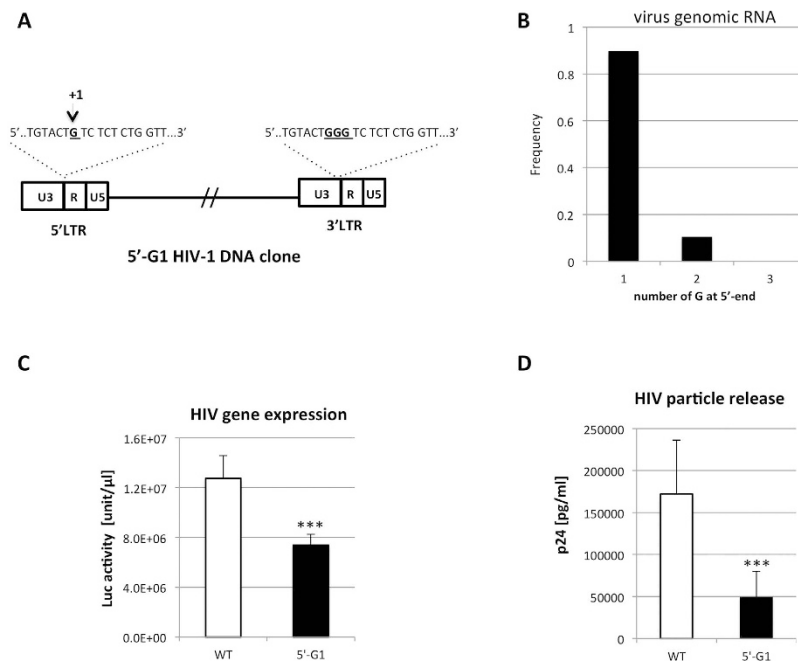 A
+1
5’..TGTACTG TC TCT CTG GTT...3’
5’..TGTACTGGG TC TCT CTG GTT...3’
U3 R U5
U3 R U5
5’LTR
3’LTR
5’-G1 HIV-1 DNA clone
B
virus genomic RNA
Frequency
1
0.8
0.6
0.4
0.2
0
1 2 3
number of G at 5’-end
C
HIV gene expression
Luc activity [unit/µl]
1.6E+07
1.2E+07
8.0E+06
4.0E+06
0.0E+00
***
WT 5'-G1
D
HIV particle release
p24 [pg/ml]
250000
200000
150000
100000
50000
0
***
WT 5'-G1